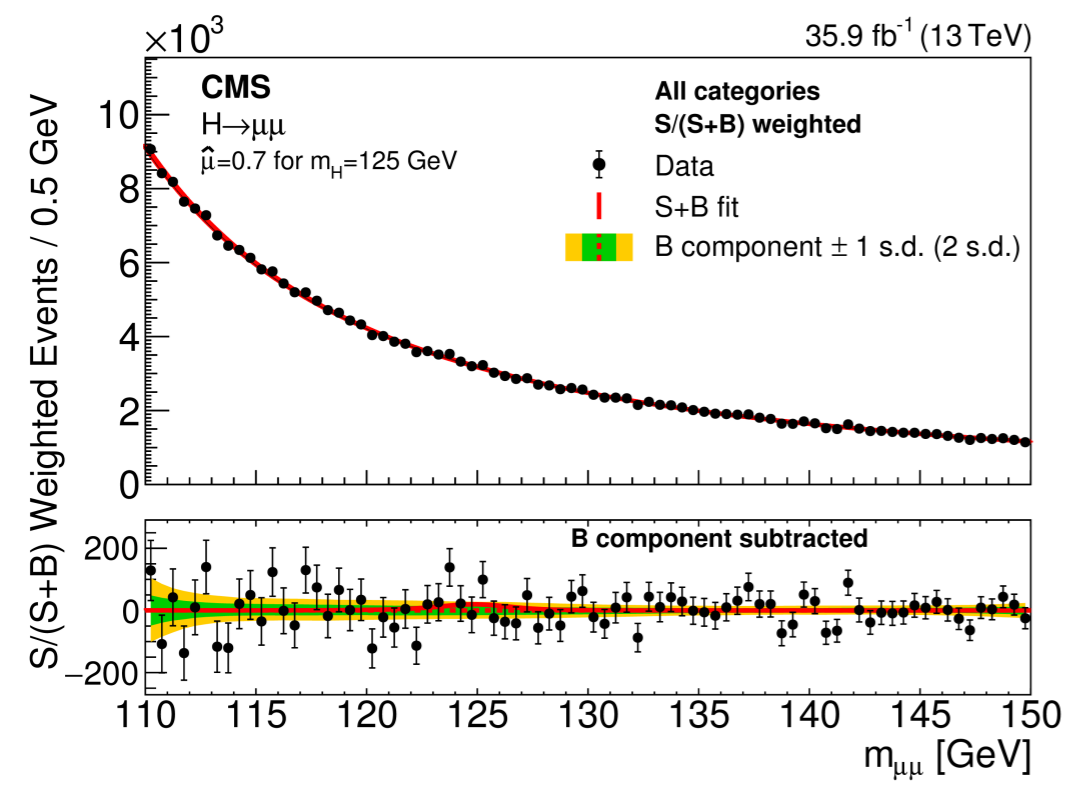 ×10³
35.9 fb⁻¹ (13 TeV)
CMS
H→μμ
μ̂=0.7 for m_H=125 GeV
All categories
S/(S+B) weighted
Data
S+B fit
B component ± 1 s.d. (2 s.d.)
S/(S+B) Weighted Events / 0.5 GeV
10
8
6
4
2
0
B component subtracted
200
0
−200
110 115 120 125 130 135 140 145 150
m_μμ [GeV]